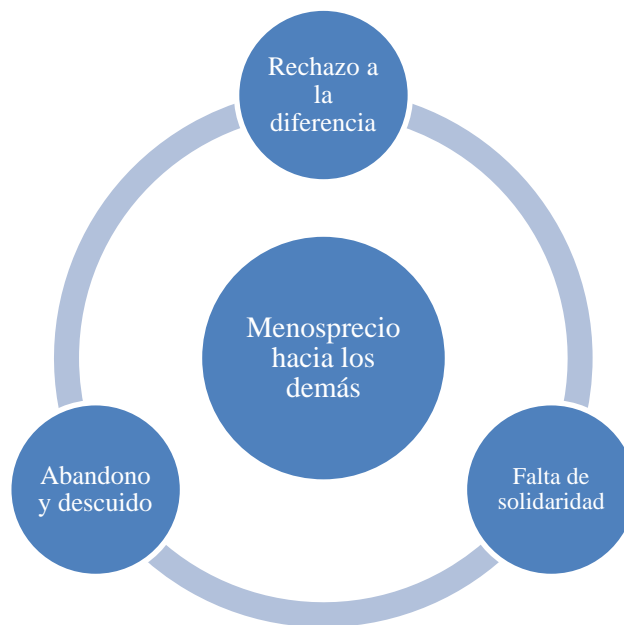 Rechazo a
la
diferencia
Menosprecio
hacia los
demás
Abandono
y descuido
Falta de
solidaridad